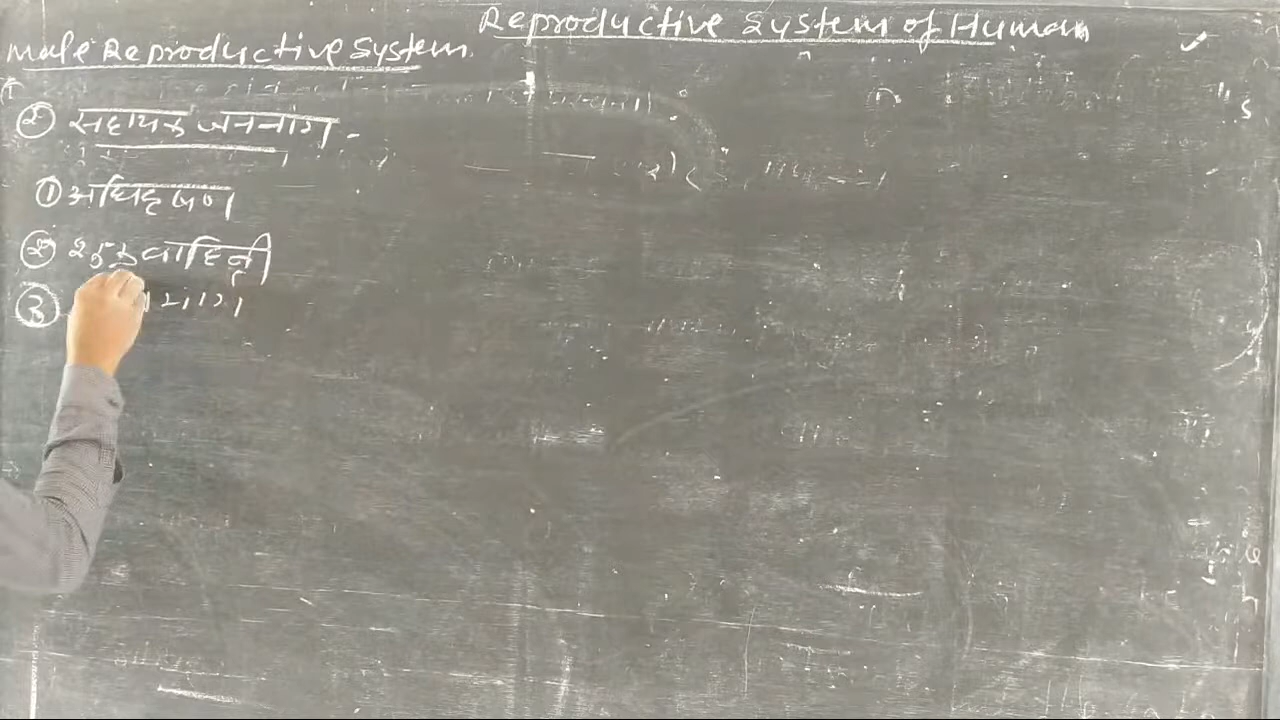 Reproductive System of Human
Male Reproductive System
② सहायक जननांग -
① अधिवृषण
② शुक्रवाहिनी
③